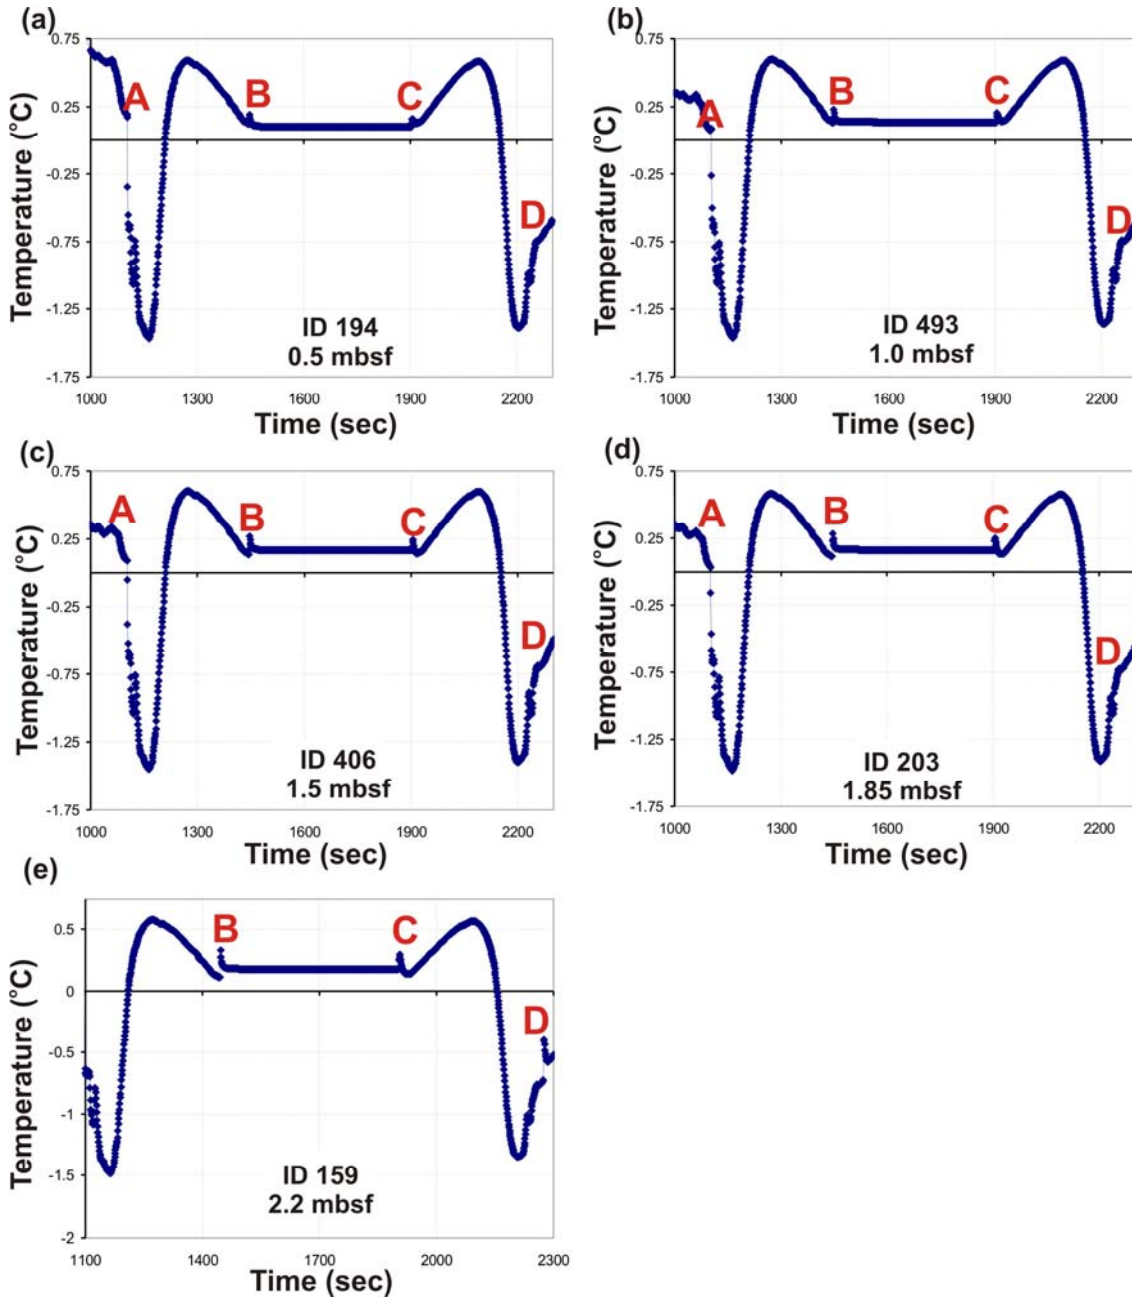 (a)
Temperature (°C)
0.75
0.25
-0.25
-0.75
-1.25
-1.75
A
B
C
D
ID 194
0.5 mbsf
1000
1300
1600
1900
2200
Time (sec)
(b)
Temperature (°C)
0.75
0.25
-0.25
-0.75
-1.25
-1.75
A
B
C
D
ID 493
1.0 mbsf
1000
1300
1600
1900
2200
Time (sec)
(c)
Temperature (°C)
0.75
0.25
-0.25
-0.75
-1.25
-1.75
A
B
C
D
ID 406
1.5 mbsf
1000
1300
1600
1900
2200
Time (sec)
(d)
Temperature (°C)
0.75
0.25
-0.25
-0.75
-1.25
-1.75
A
B
C
D
ID 203
1.85 mbsf
1000
1300
1600
1900
2200
Time (sec)
(e)
Temperature (°C)
0.5
0
-0.5
-1
-1.5
-2
B
C
D
ID 159
2.2 mbsf
1100
1400
1700
2000
2300
Time (sec)